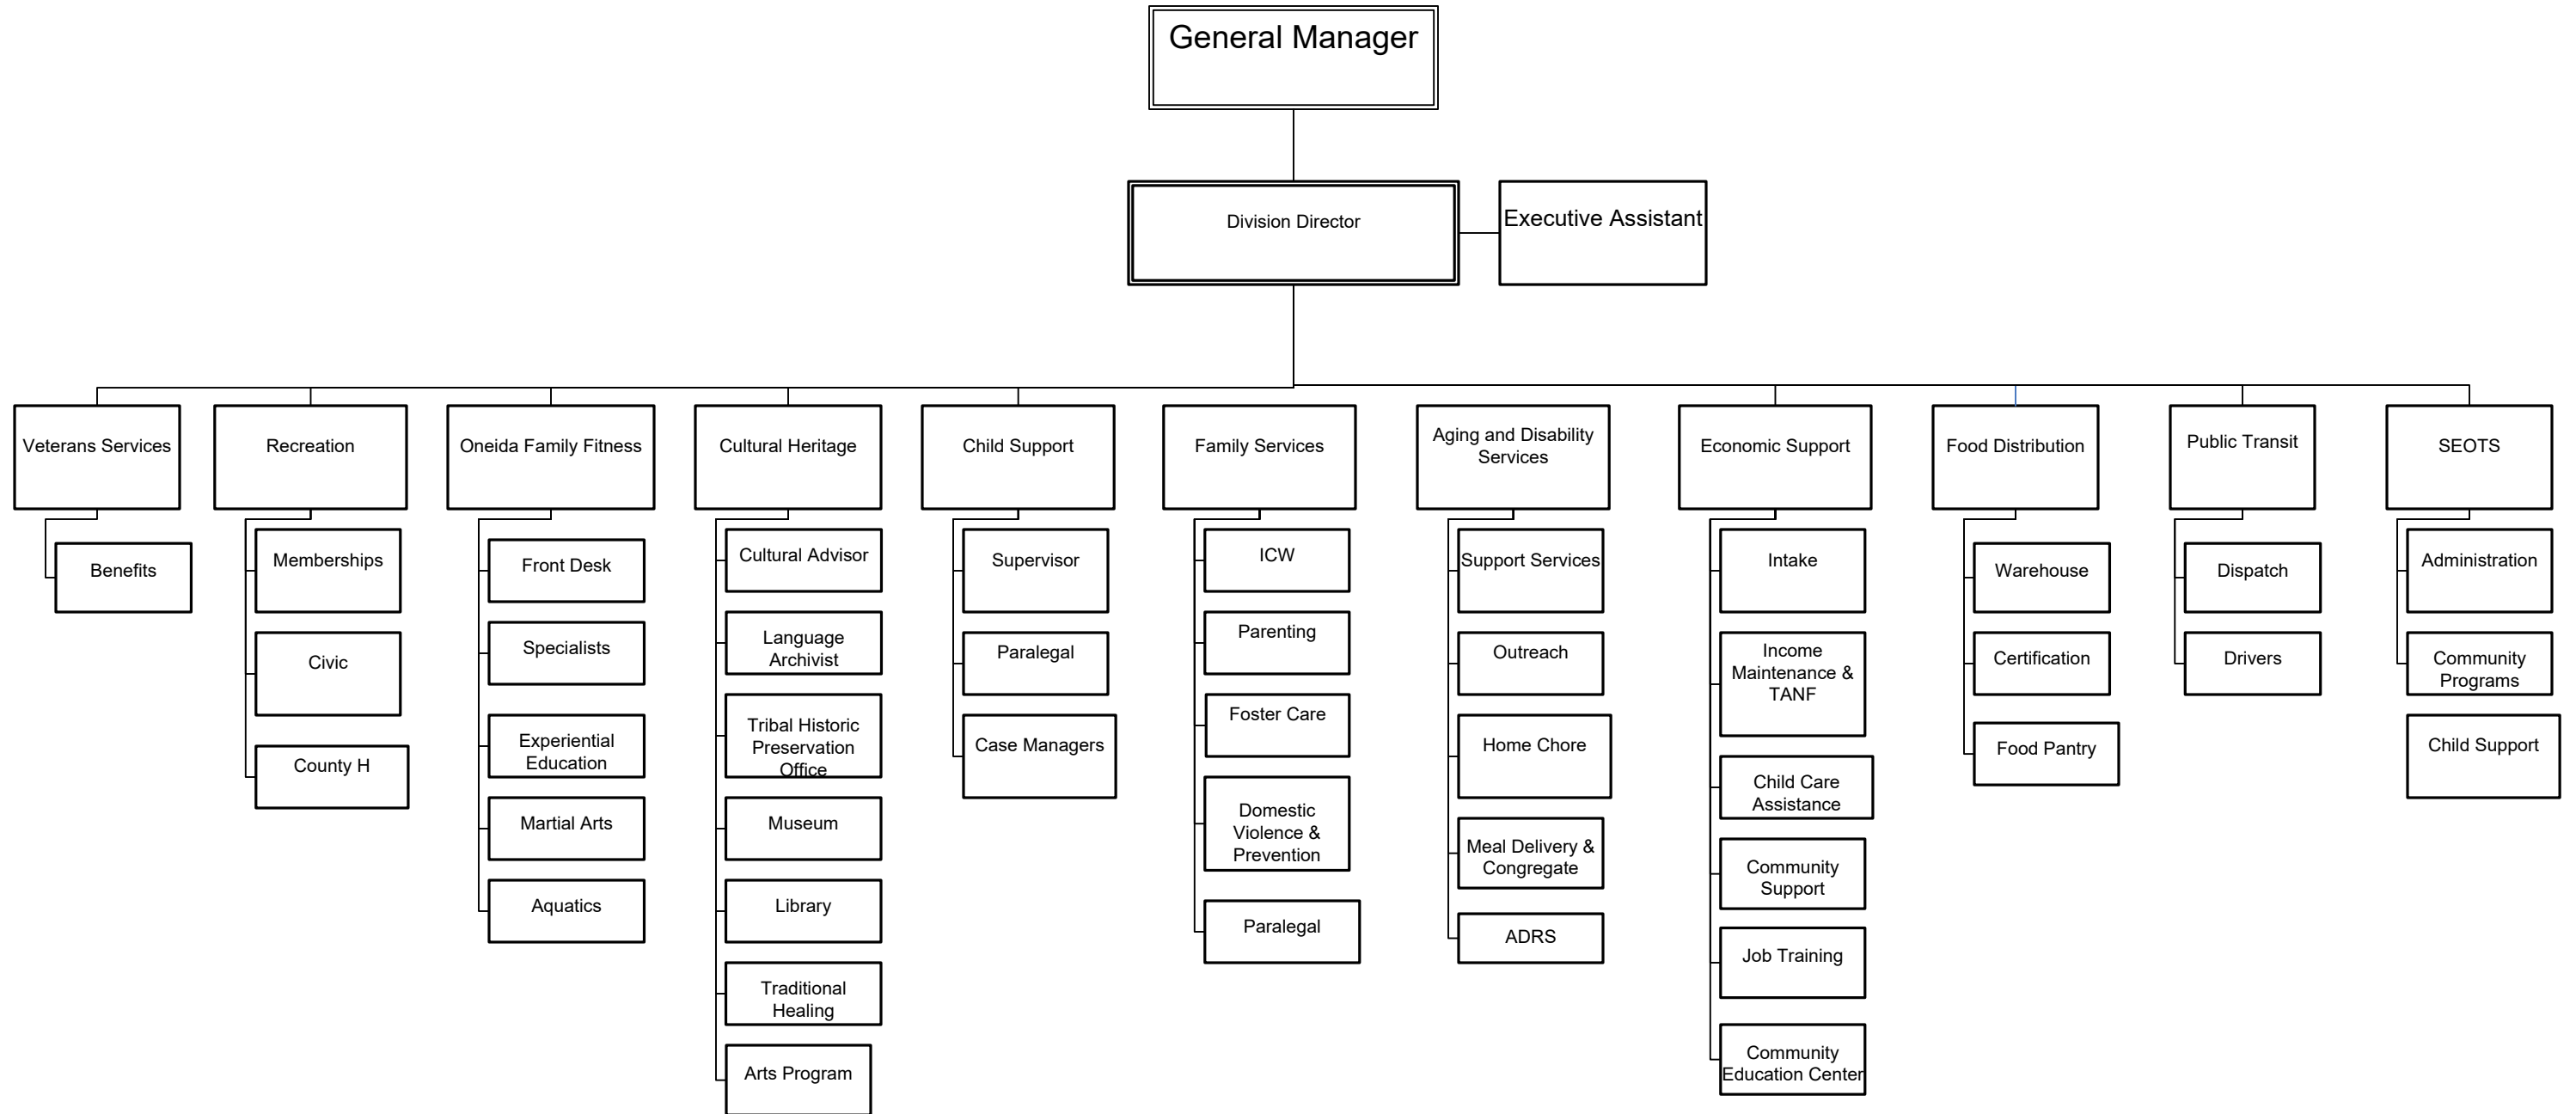 General Manager
Division Director
Executive Assistant
Veterans Services
Recreation
Oneida Family Fitness
Cultural Heritage
Child Support
Family Services
Aging and Disability
Services
Economic Support
Food Distribution
Public Transit
SEOTS
Benefits
Memberships
Civic
County H
Front Desk
Specialists
Experiential
Education
Martial Arts
Aquatics
Cultural Advisor
Language
Archivist
Tribal Historic
Preservation
Office
Museum
Library
Traditional
Healing
Arts Program
Supervisor
Paralegal
Case Managers
ICW
Parenting
Foster Care
Domestic
Violence &
Prevention
Paralegal
Support Services
Outreach
Home Chore
Meal Delivery &
Congregate
ADRS
Intake
Income
Maintenance &
TANF
Child Care
Assistance
Community
Support
Job Training
Community
Education Center
Warehouse
Certification
Food Pantry
Dispatch
Drivers
Administration
Community
Programs
Child Support